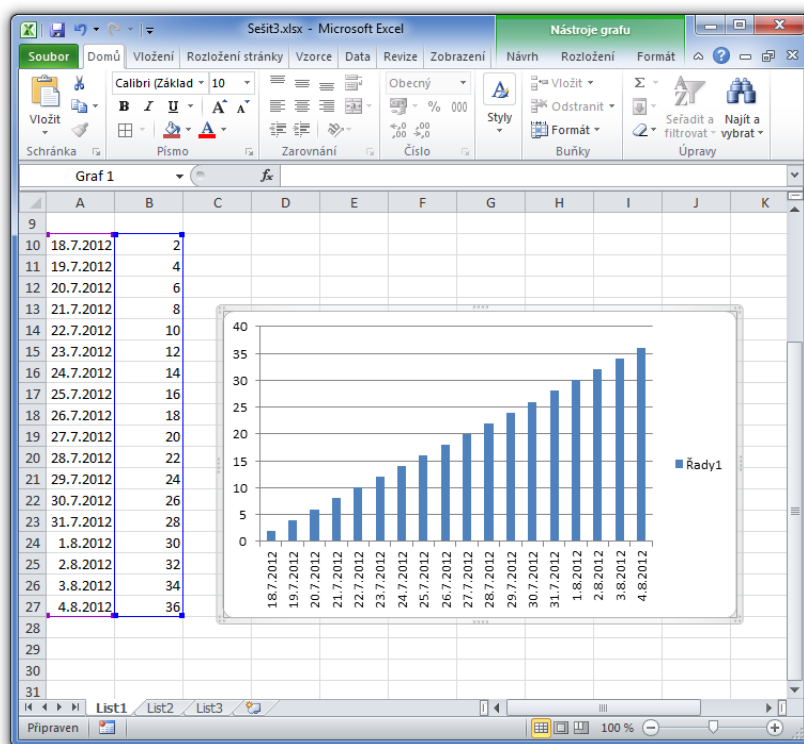 Sešit3.xlsx - Microsoft Excel
Nástroje grafu
Soubor Domů Vložení Rozložení stránky Vzorce Data Revize Zobrazení Návrh Rozložení Formát
Vložit
Schránka
Calibri (Základ 10
B I U A A
A
Písmo
Zarovnání
Obecný
% 000
,0 ,00
,00 ,0
Číslo
A
Styly
Vložit
Odstranit
Formát
Buňky
Σ
A
Z
Seřadit a
filtrovat
Najít a
vybrat
Úpravy
Graf 1
fx
A B C D E F G H I J K
9
10 18.7.2012 2
11 19.7.2012 4
12 20.7.2012 6
13 21.7.2012 8
14 22.7.2012 10
15 23.7.2012 12
16 24.7.2012 14
17 25.7.2012 16
18 26.7.2012 18
19 27.7.2012 20
20 28.7.2012 22
21 29.7.2012 24
22 30.7.2012 26
23 31.7.2012 28
24 1.8.2012 30
25 2.8.2012 32
26 3.8.2012 34
27 4.8.2012 36
28
29
30
31
40
35
30
25
20
15
10
5
0
18.7.2012
19.7.2012
20.7.2012
21.7.2012
22.7.2012
23.7.2012
24.7.2012
25.7.2012
26.7.2012
27.7.2012
28.7.2012
29.7.2012
30.7.2012
31.7.2012
1.8.2012
2.8.2012
3.8.2012
4.8.2012
Řady1
List1 List2 List3
Připraven
100 %